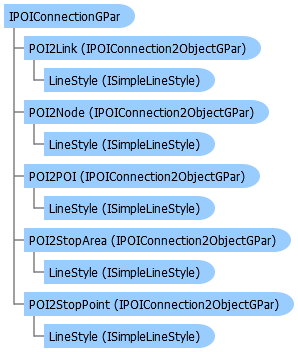 IPOIConnectionGPar
POI2Link (IPOIConnection2ObjectGPar)
LineStyle (ISimpleLineStyle)
POI2Node (IPOIConnection2ObjectGPar)
LineStyle (ISimpleLineStyle)
POI2POI (IPOIConnection2ObjectGPar)
LineStyle (ISimpleLineStyle)
POI2StopArea (IPOIConnection2ObjectGPar)
LineStyle (ISimpleLineStyle)
POI2StopPoint (IPOIConnection2ObjectGPar)
LineStyle (ISimpleLineStyle)